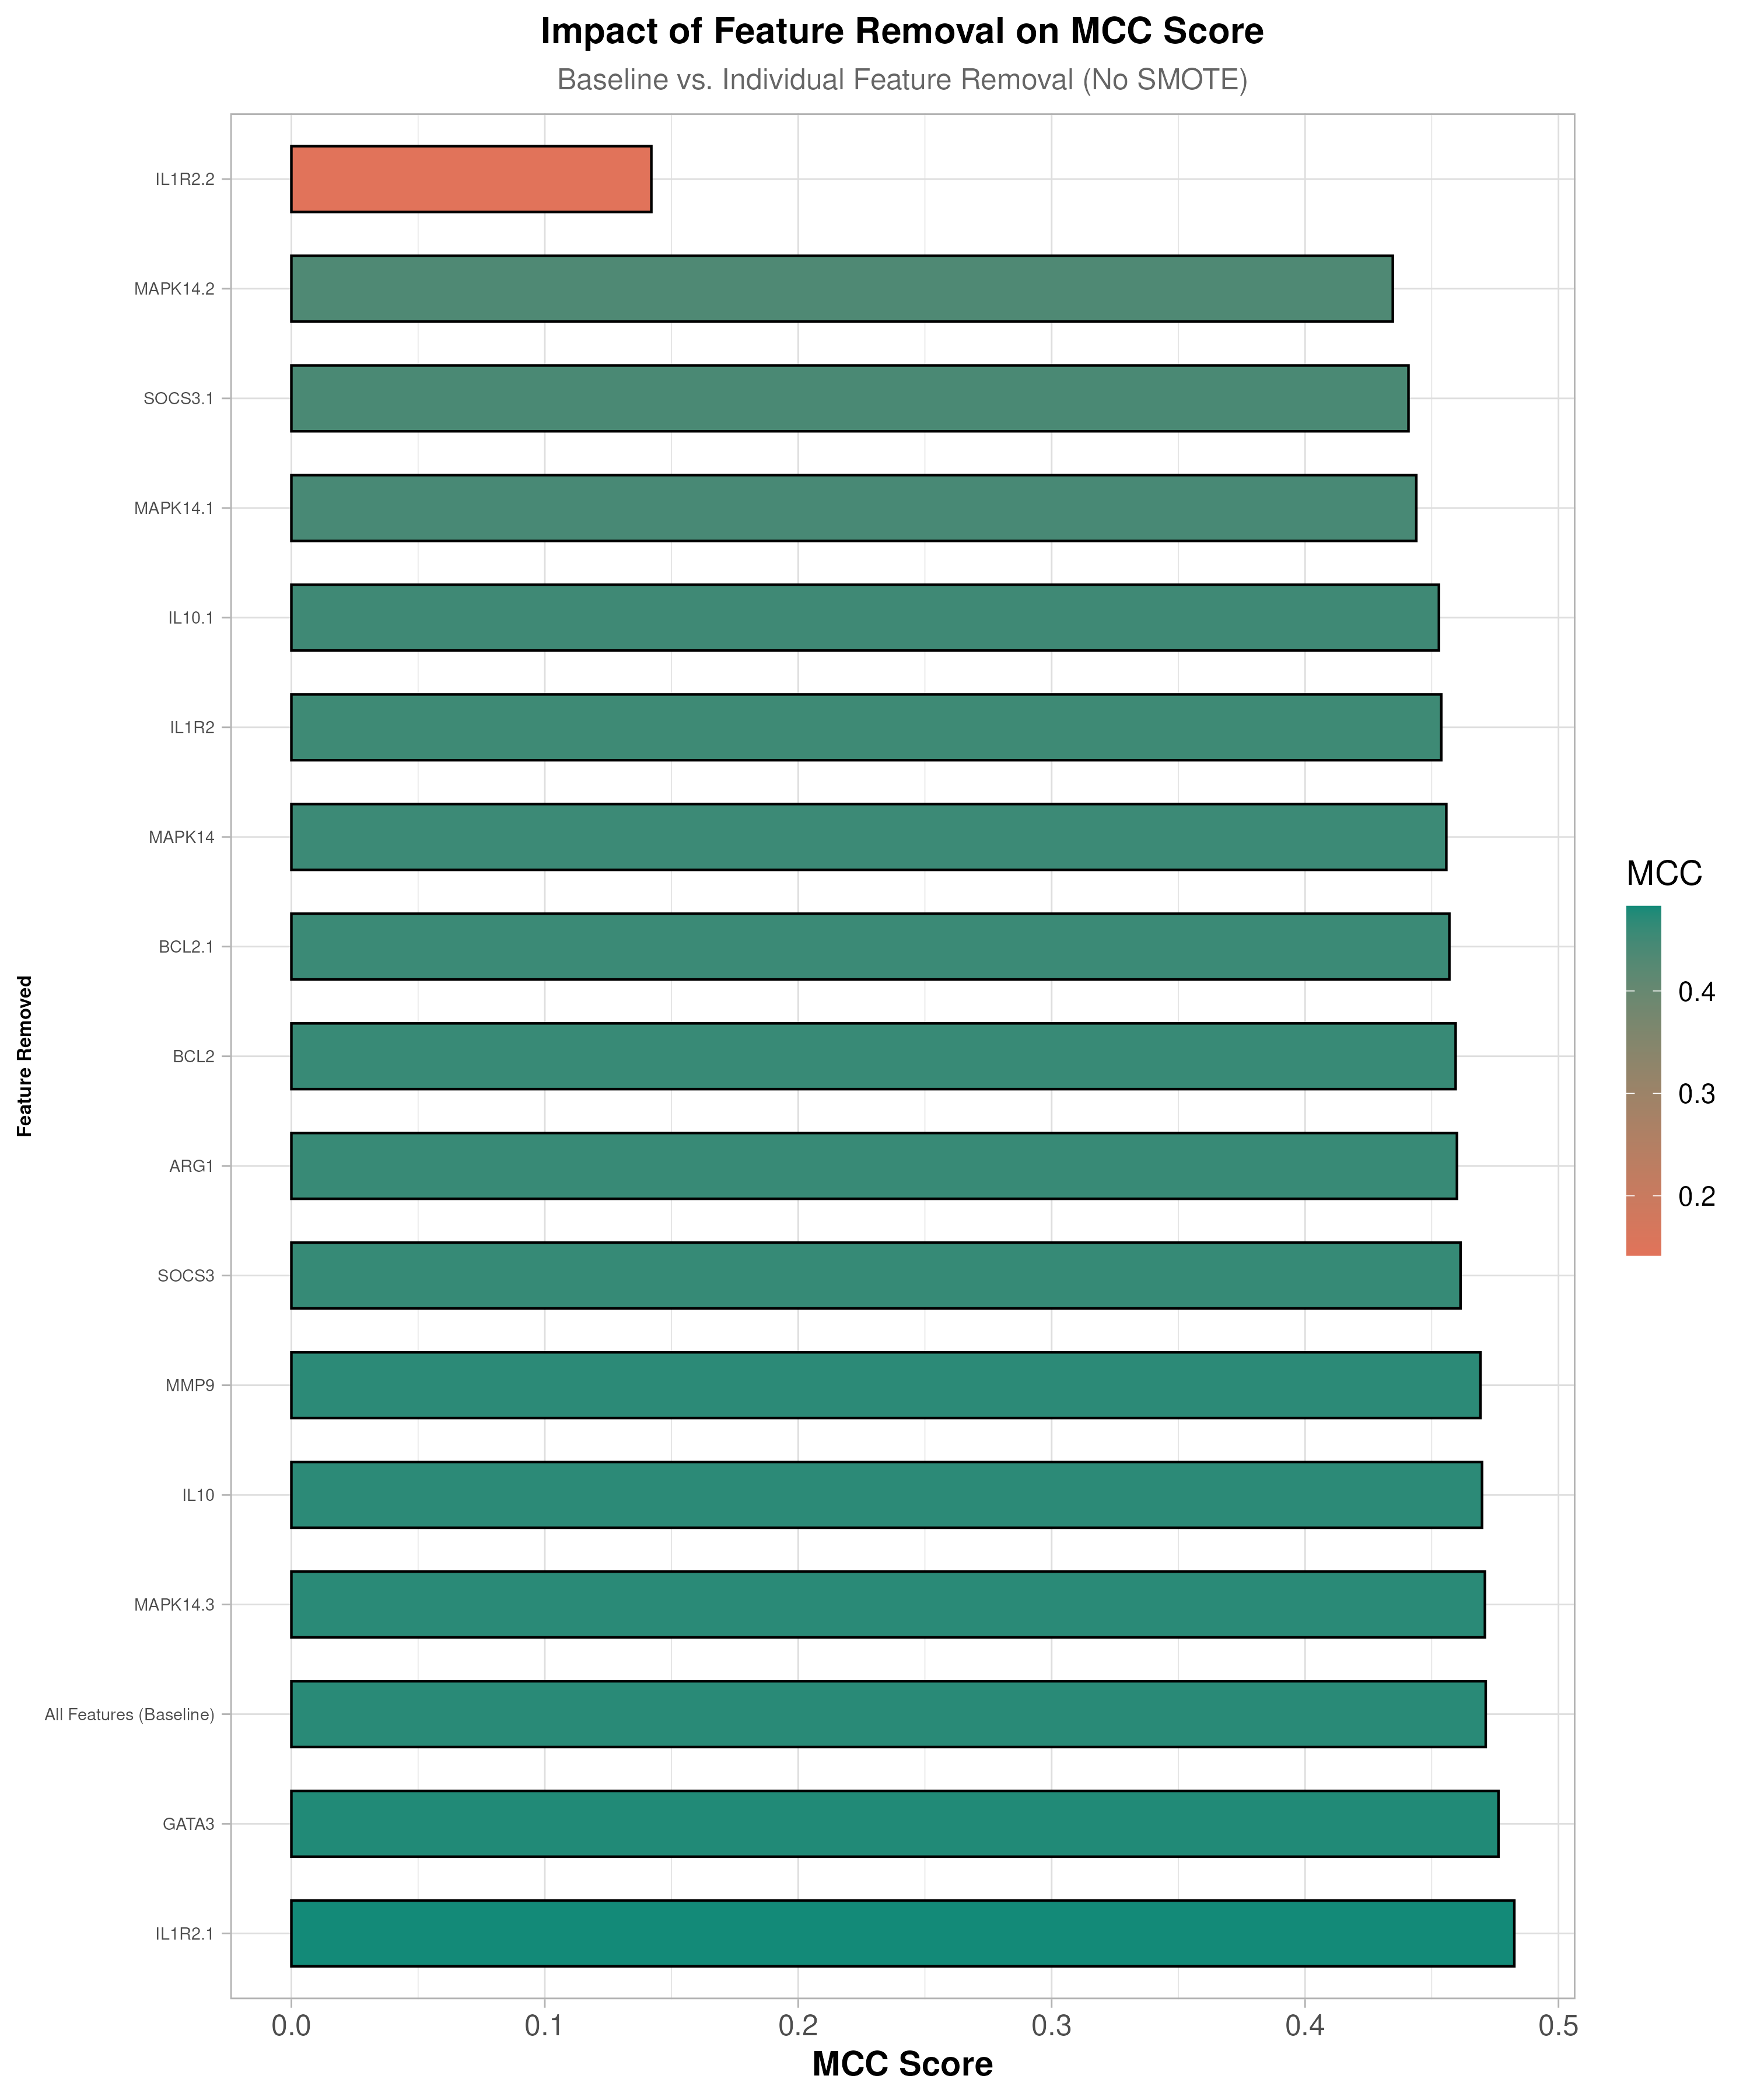 Impact of Feature Removal on MCC Score
Baseline vs. Individual Feature Removal (No SMOTE)
Feature Removed
IL1R2.2
MAPK14.2
SOCS3.1
MAPK14.1
IL10.1
IL1R2
MAPK14
BCL2.1
BCL2
ARG1
SOCS3
MMP9
IL10
MAPK14.3
All Features (Baseline)
GATA3
IL1R2.1
0.0 0.1 0.2 0.3 0.4 0.5
MCC Score
MCC
0.4
0.3
0.2